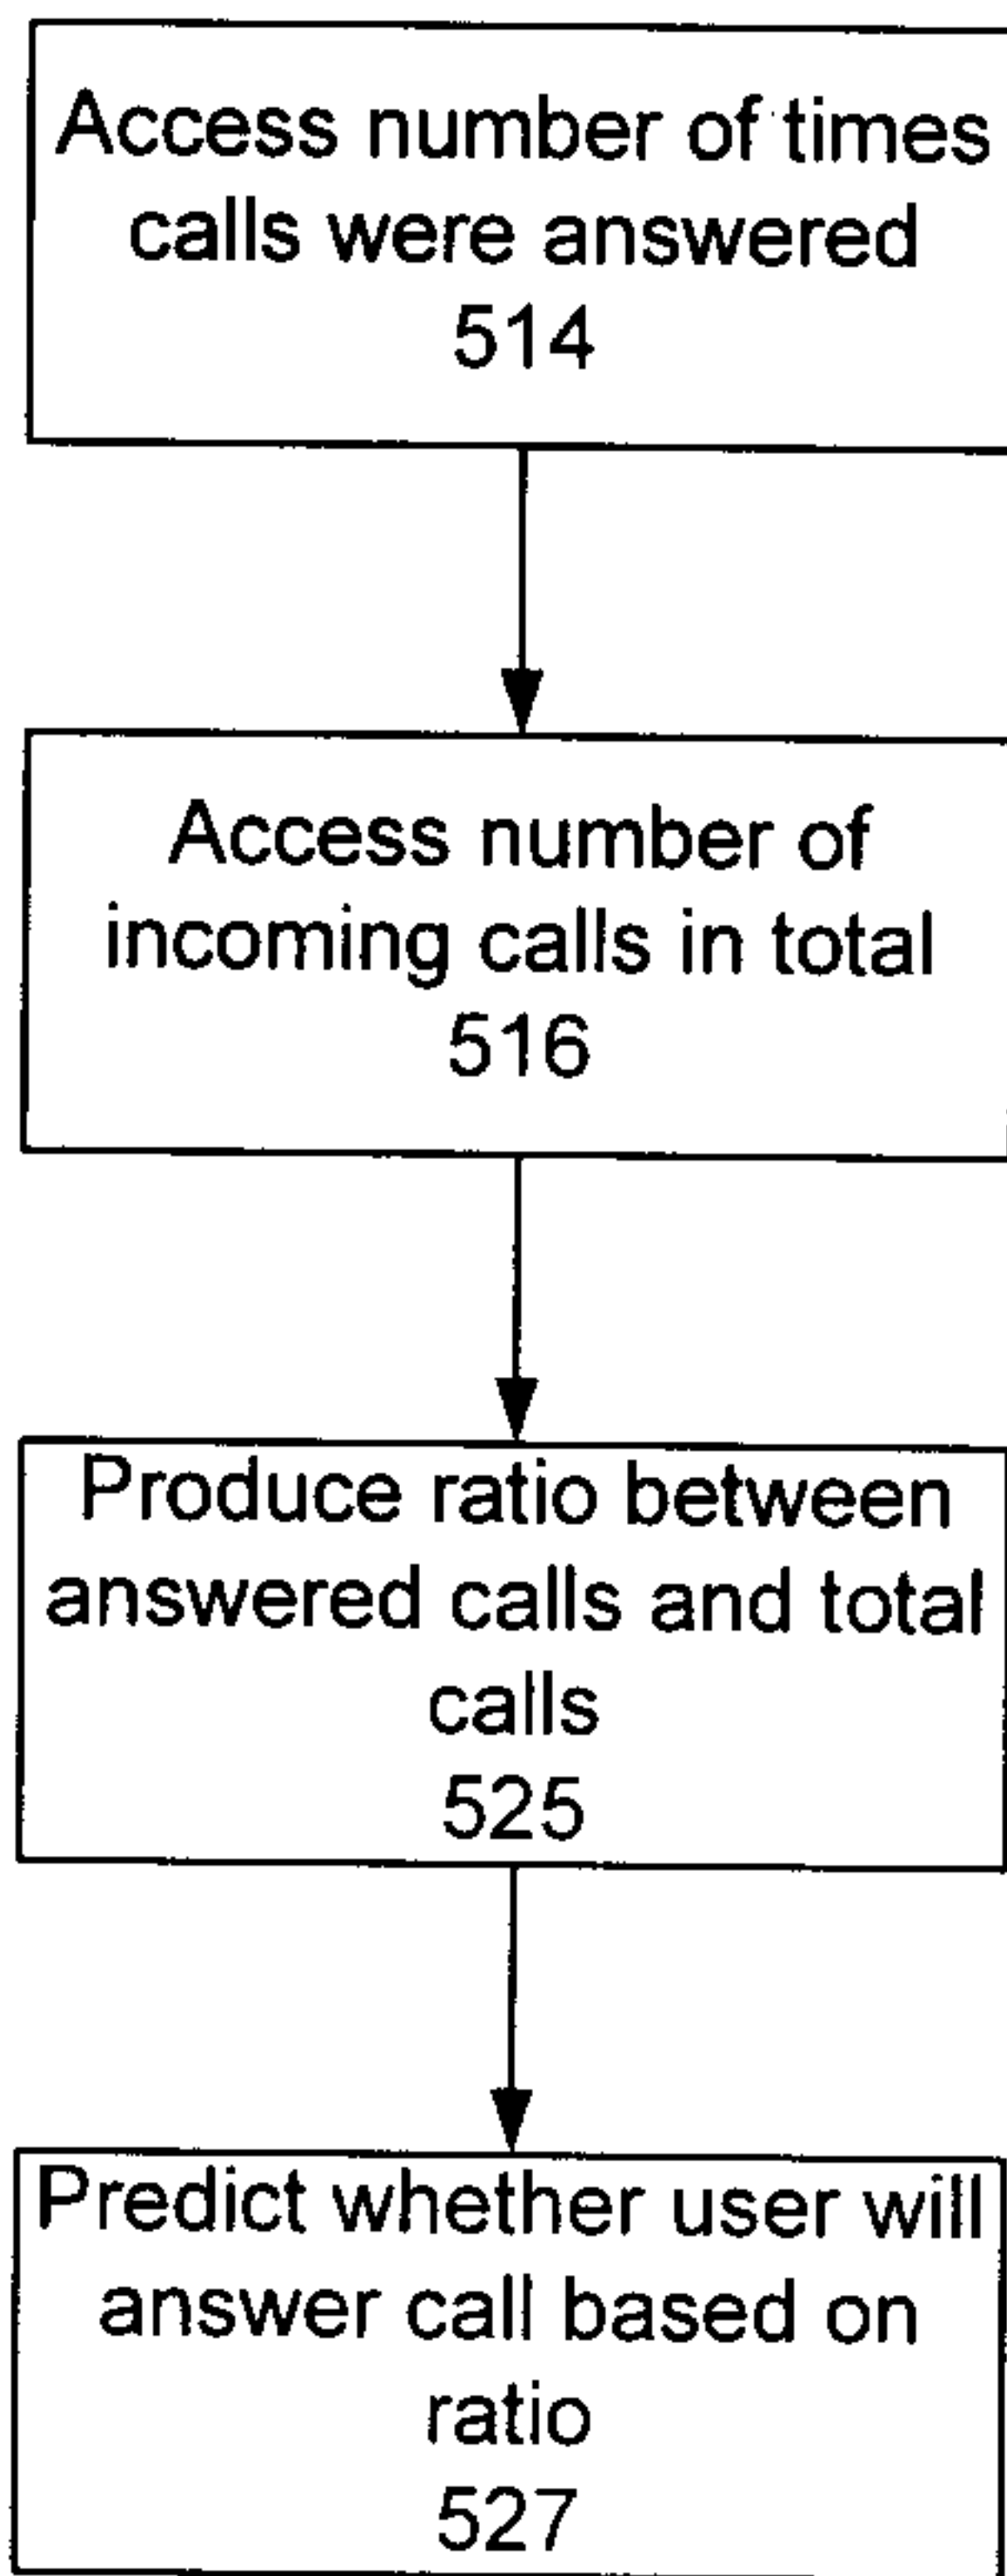 Access number of times
calls were answered
514
Access number of
incoming calls in total
516
Produce ratio between
answered calls and total
calls
525
Predict whether user will
answer call based on
ratio
527